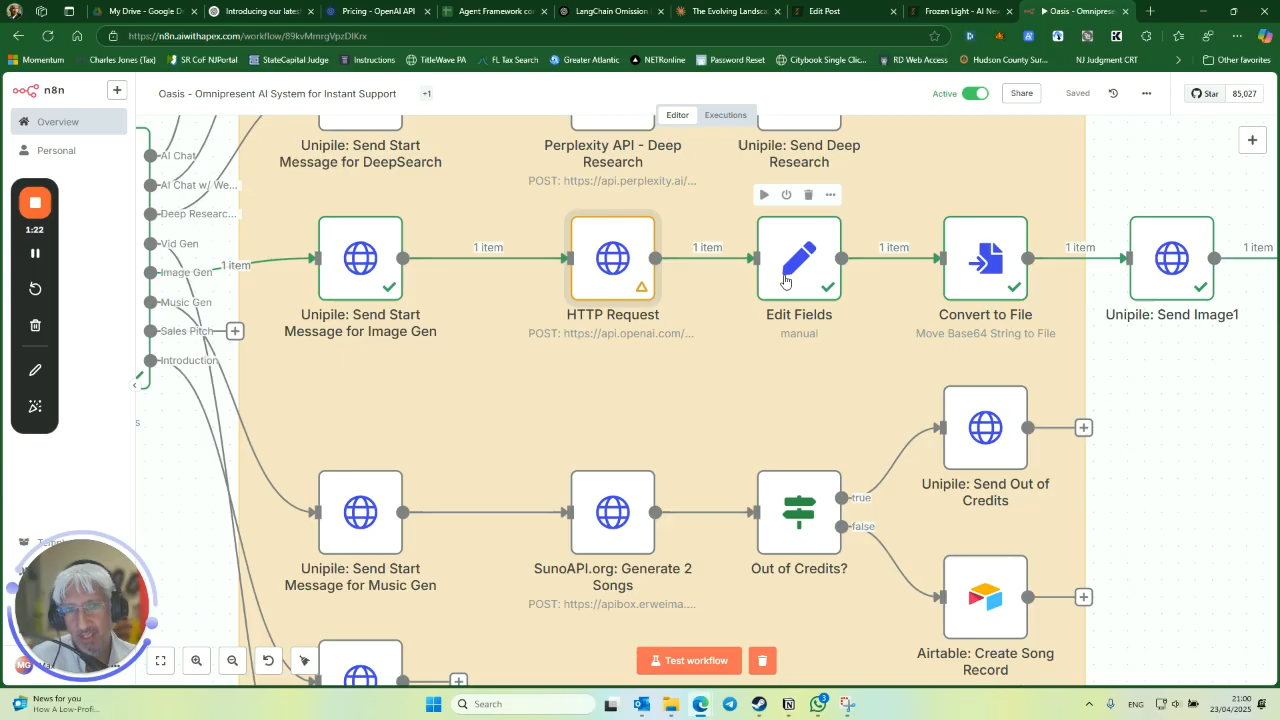 My Drive - Google D
Introducing our lates
Pricing - OpenAI API
Agent Framework co
LangChain Omission
The Evolving Landsca
Edit Post
Frozen Light - AI New
Oasis - Omnipresen
https://n8n.aiwithapex.com/workflow/89kvMmrgVpzDIKrx
Momentum
Charles Jones (Tax)
SR CoF NJPortal
StateCapital Judge
Instructions
TitleWave PA
FL Tax Search
Greater Atlantic
NETRonline
Password Reset
Citybook Single Clic...
RD Web Access
Hudson County Sur...
NJ Judgment CRT
Other favorites
n8n
Oasis - Omnipresent AI System for Instant Support
+1
Active
Share
Saved
Star
85,027
Editor
Executions
Overview
Personal
1:22
AI Chat
AI Chat w/ We...
Deep Researc...
Vid Gen
Image Gen
Music Gen
Sales Pitch
Introduction
1 item
Unipile: Send Start
Message for DeepSearch
Perplexity API - Deep
Research
POST: https://api.perplexity.ai/...
Unipile: Send Deep
Research
1 item
1 item
1 item
1 item
1 item
Unipile: Send Start
Message for Image Gen
HTTP Request
POST: https://api.openai.com/...
Edit Fields
manual
Convert to File
Move Base64 String to File
Unipile: Send Image1
true
false
Unipile: Send Out of
Credits
Unipile: Send Start
Message for Music Gen
SunoAPI.org: Generate 2
Songs
POST: https://apibox.erweima....
Out of Credits?
Airtable: Create Song
Record
MG
Test workflow
News for you
How A Low-Profi...
Search
3
ENG
21:00
23/04/2025